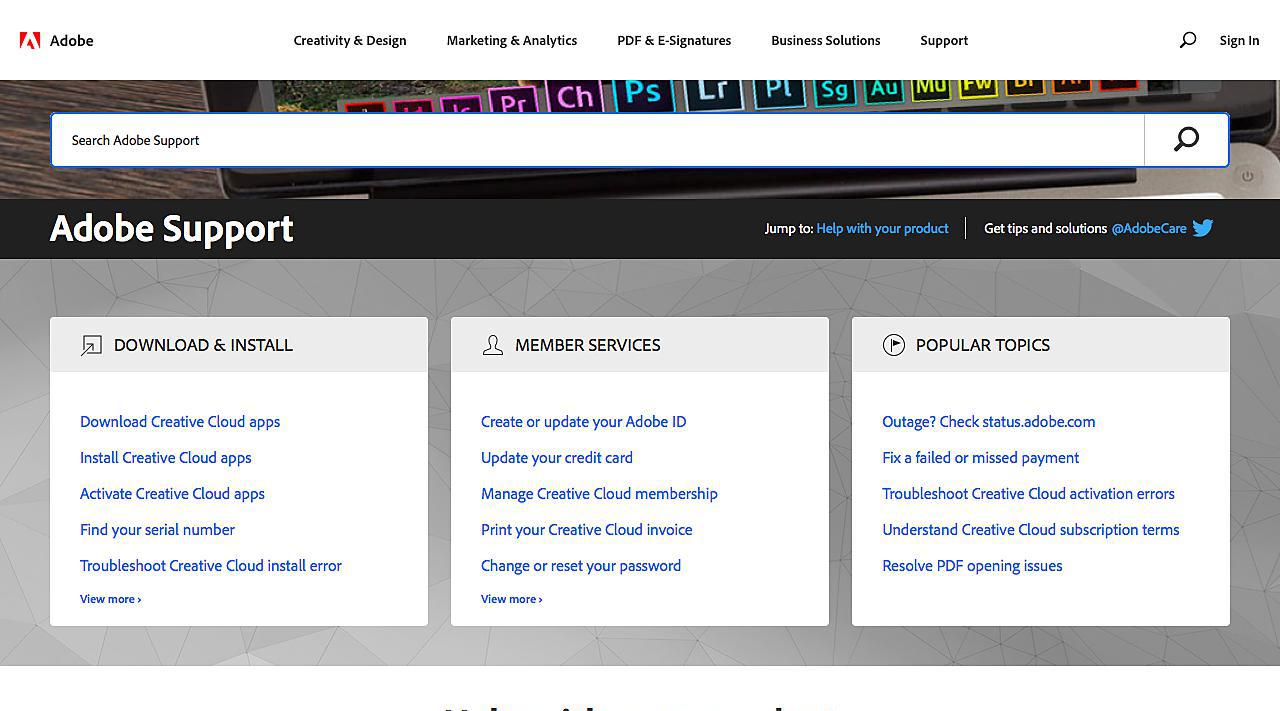 Adobe
Creativity & Design
Marketing & Analytics
PDF & E-Signatures
Business Solutions
Support
Sign In
Pr Ch Ps Lr Pl Sg Au Mu Fw
Search Adobe Support
Adobe Support
Jump to: Help with your product
Get tips and solutions @AdobeCare
DOWNLOAD & INSTALL
Download Creative Cloud apps
Install Creative Cloud apps
Activate Creative Cloud apps
Find your serial number
Troubleshoot Creative Cloud install error
View more ›
MEMBER SERVICES
Create or update your Adobe ID
Update your credit card
Manage Creative Cloud membership
Print your Creative Cloud invoice
Change or reset your password
View more ›
POPULAR TOPICS
Outage? Check status.adobe.com
Fix a failed or missed payment
Troubleshoot Creative Cloud activation errors
Understand Creative Cloud subscription terms
Resolve PDF opening issues